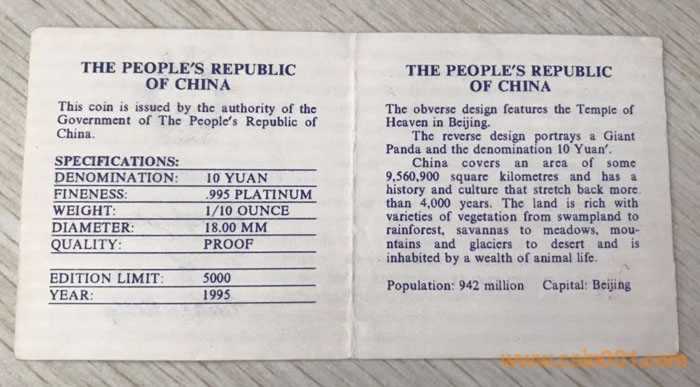 THE PEOPLE'S REPUBLIC
OF CHINA
This coin is issued by the authority of the
Government of The People's Republic of
China.
SPECIFICATIONS:
DENOMINATION: 10 YUAN
FINENESS: .995 PLATINUM
WEIGHT: 1/10 OUNCE
DIAMETER: 18.00 MM
QUALITY: PROOF
EDITION LIMIT: 5000
YEAR: 1995
THE PEOPLE'S REPUBLIC
OF CHINA
The obverse design features the Temple of
Heaven in Beijing.
The reverse design portrays a Giant
Panda and the denomination 10 Yuan'.
China covers an area of some
9,560,900 square kilometres and has a
history and culture that stretch back more
than 4,000 years. The land is rich with
varieties of vegetation from swampland to
rainforest, savannas to meadows, mou-
ntains and glaciers to desert and is
inhabited by a wealth of animal life.
Population: 942 million Capital: Beijing
www.coin001.com